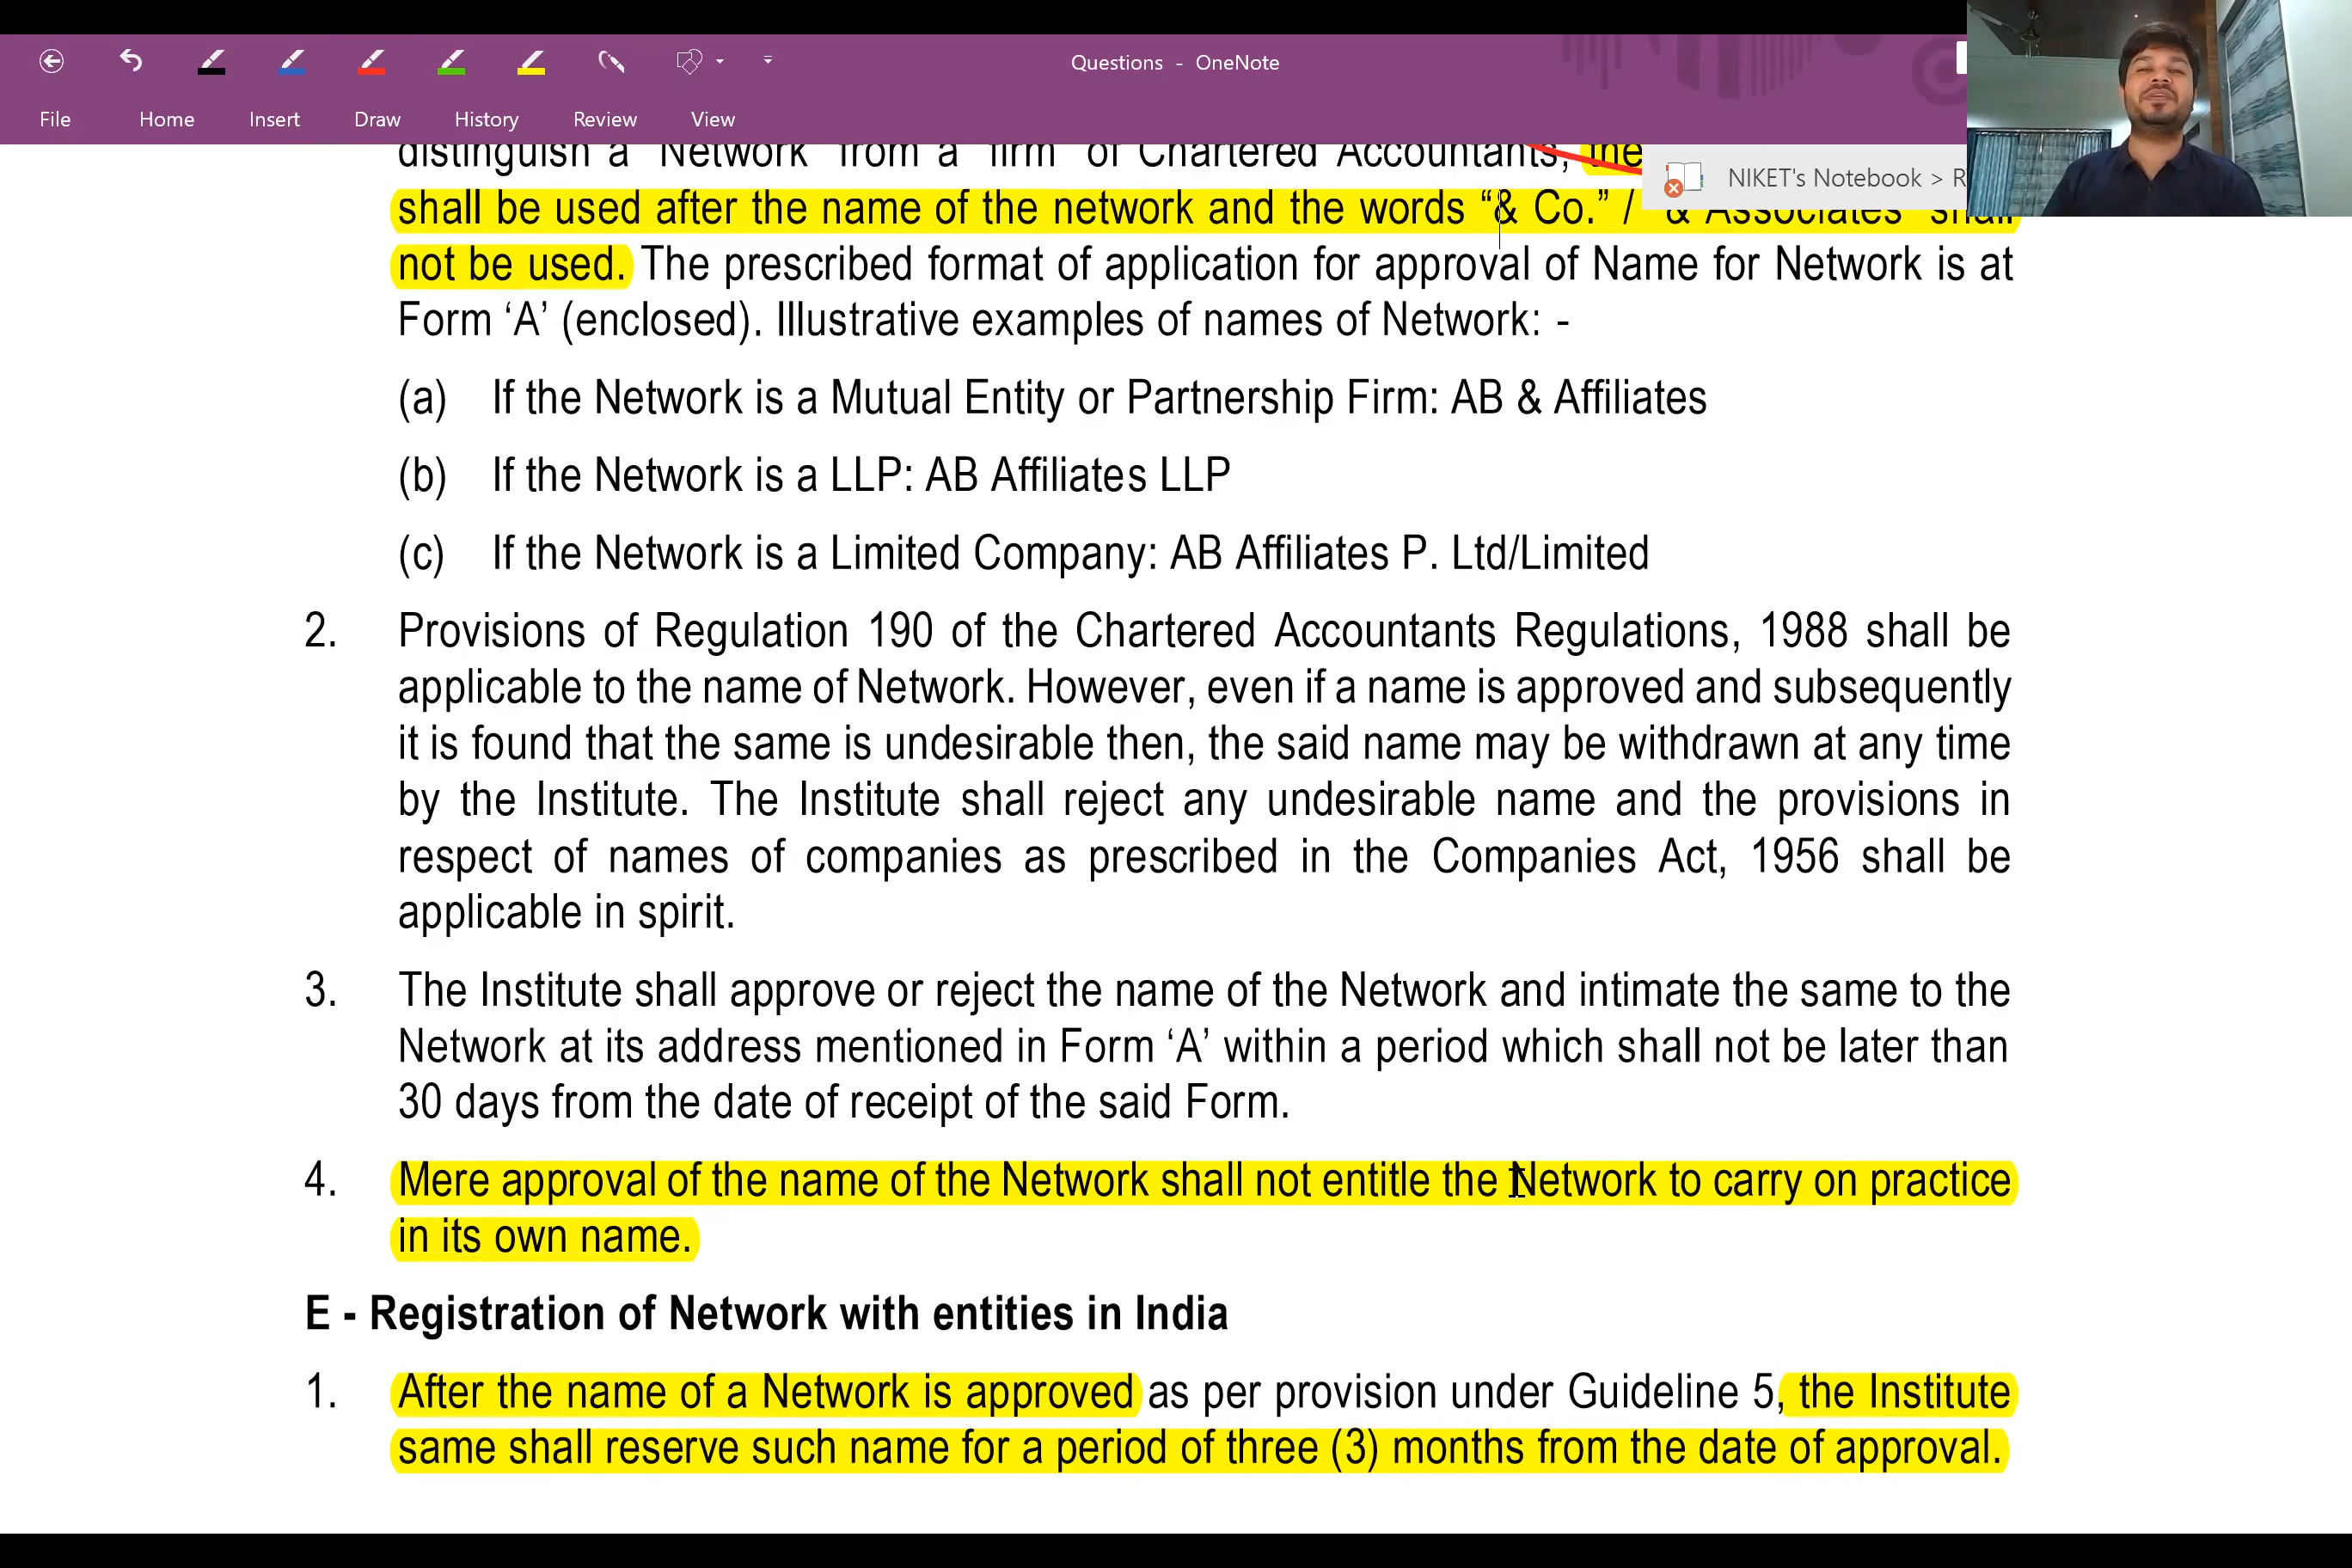 Questions - OneNote
File Home Insert Draw History Review View
NIKET's Notebook > R
distinguish a "Network" from a "firm" of Chartered Accountants, the
shall be used after the name of the network and the words “& Co.” / & Associates" shall
not be used. The prescribed format of application for approval of Name for Network is at
Form ‘A’ (enclosed). Illustrative examples of names of Network: -
(a) If the Network is a Mutual Entity or Partnership Firm: AB & Affiliates
(b) If the Network is a LLP: AB Affiliates LLP
(c) If the Network is a Limited Company: AB Affiliates P. Ltd/Limited
2. Provisions of Regulation 190 of the Chartered Accountants Regulations, 1988 shall be
applicable to the name of Network. However, even if a name is approved and subsequently
it is found that the same is undesirable then, the said name may be withdrawn at any time
by the Institute. The Institute shall reject any undesirable name and the provisions in
respect of names of companies as prescribed in the Companies Act, 1956 shall be
applicable in spirit.
3. The Institute shall approve or reject the name of the Network and intimate the same to the
Network at its address mentioned in Form ‘A’ within a period which shall not be later than
30 days from the date of receipt of the said Form.
4. Mere approval of the name of the Network shall not entitle the Network to carry on practice
in its own name.
E - Registration of Network with entities in India
1. After the name of a Network is approved as per provision under Guideline 5, the Institute
same shall reserve such name for a period of three (3) months from the date of approval.